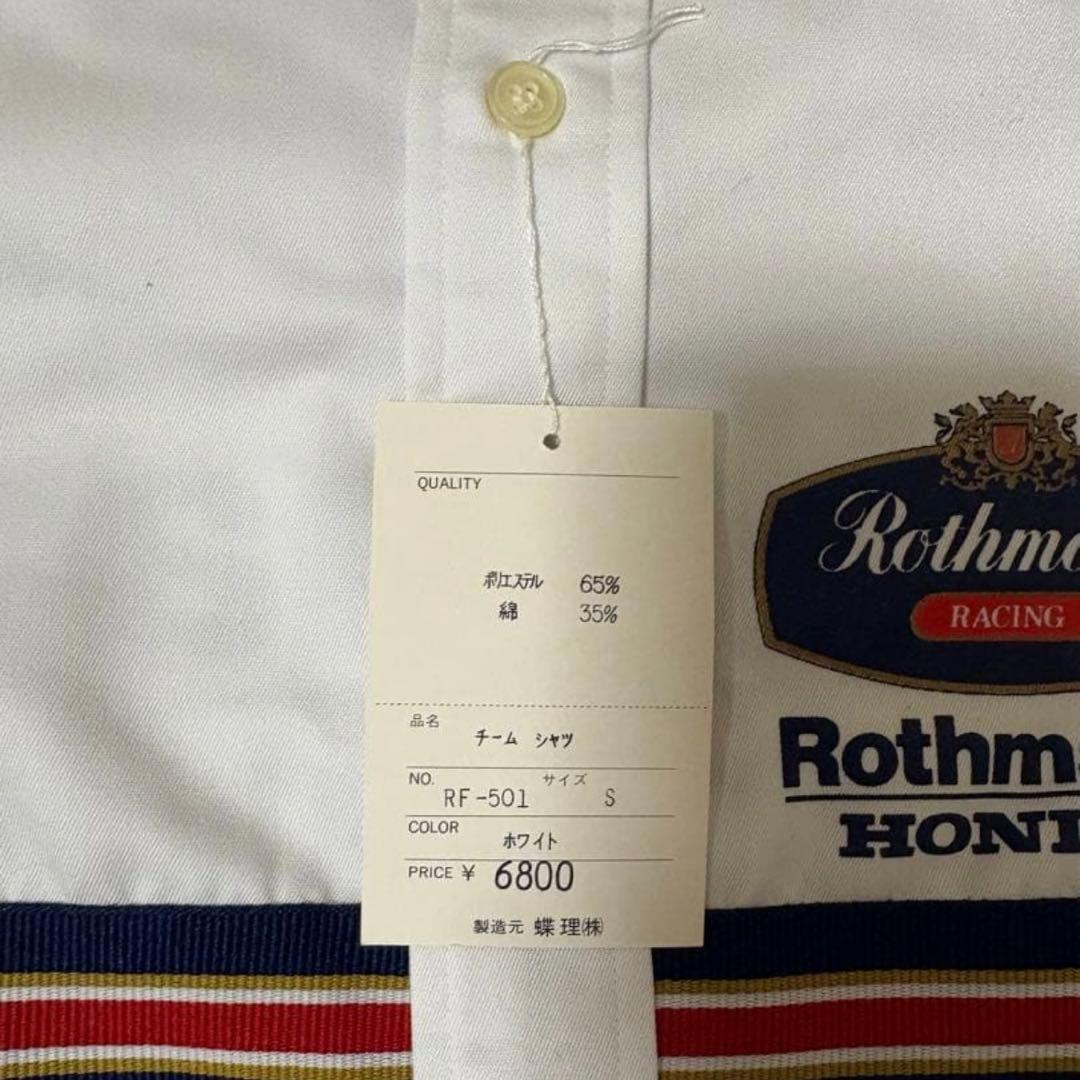 QUALITY
ポリエステル 65%
綿 35%
品名
チーム シャツ
NO. サイズ
RF-501 S
COLOR
ホワイト
PRICE ¥ 6800
製造元 蝶理㈱
Rothma
RACING
Rothm
HON